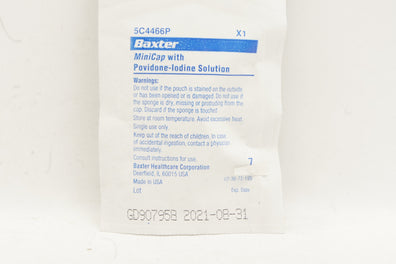 5C4466P X1
Baxter
MiniCap with
Povidone-Iodine Solution
Warnings:
Do not use if the pouch is stained on the outside
or has been opened or is damaged. Do not use if
the sponge is dry, missing or protruding from the
cap. Discard if the sponge is touched.
Store at room temperature. Avoid excessive heat.
Single use only.
Keep out of the reach of children. In case
of accidental ingestion, contact a physician
immediately.
Consult instructions for use. 7
Baxter Healthcare Corporation
Deerfield, IL 60015 USA
Made in USA
Lot Exp. Date
GD907958 2021-08-31